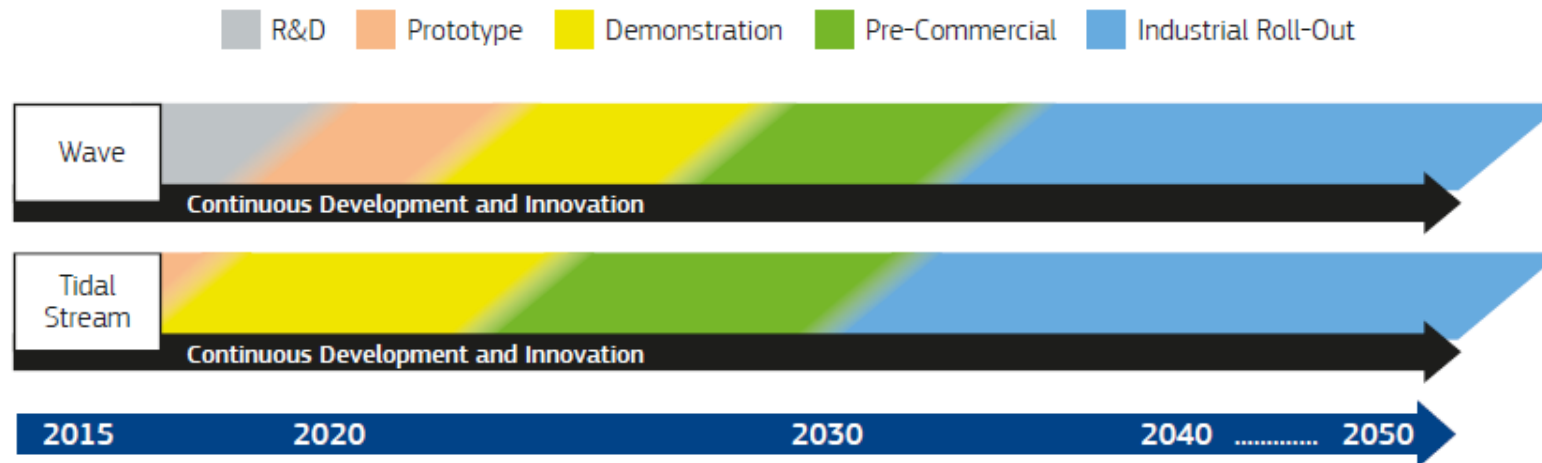 R&D Prototype Demonstration Pre-Commercial Industrial Roll-Out
Wave
Continuous Development and Innovation
Tidal
Stream
Continuous Development and Innovation
2015 2020 2030 2040 ............. 2050